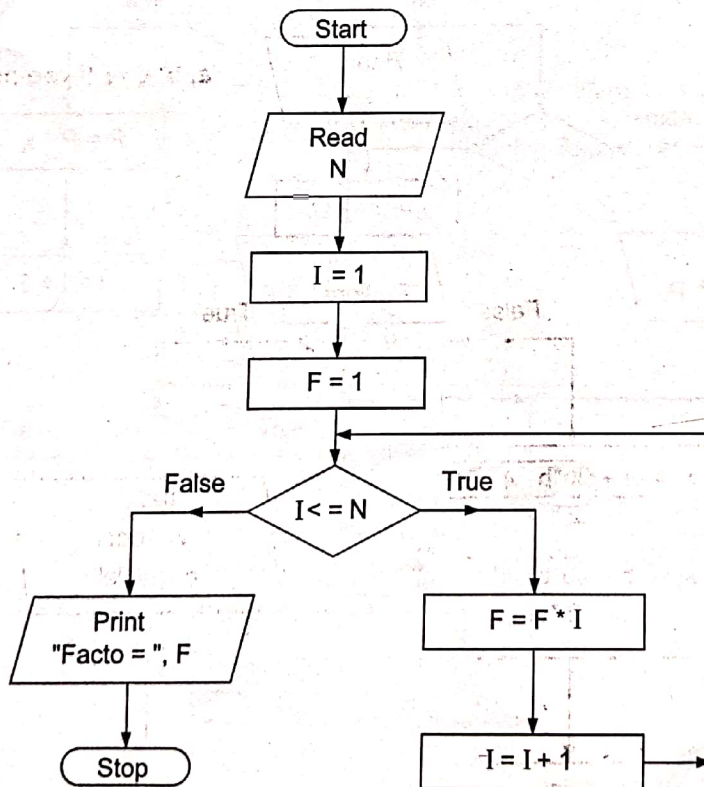 Start
Read
N
I = 1
F = 1
False
I< = N
True
Print
"Facto = ", F
F = F * I
Stop
I = I + 1